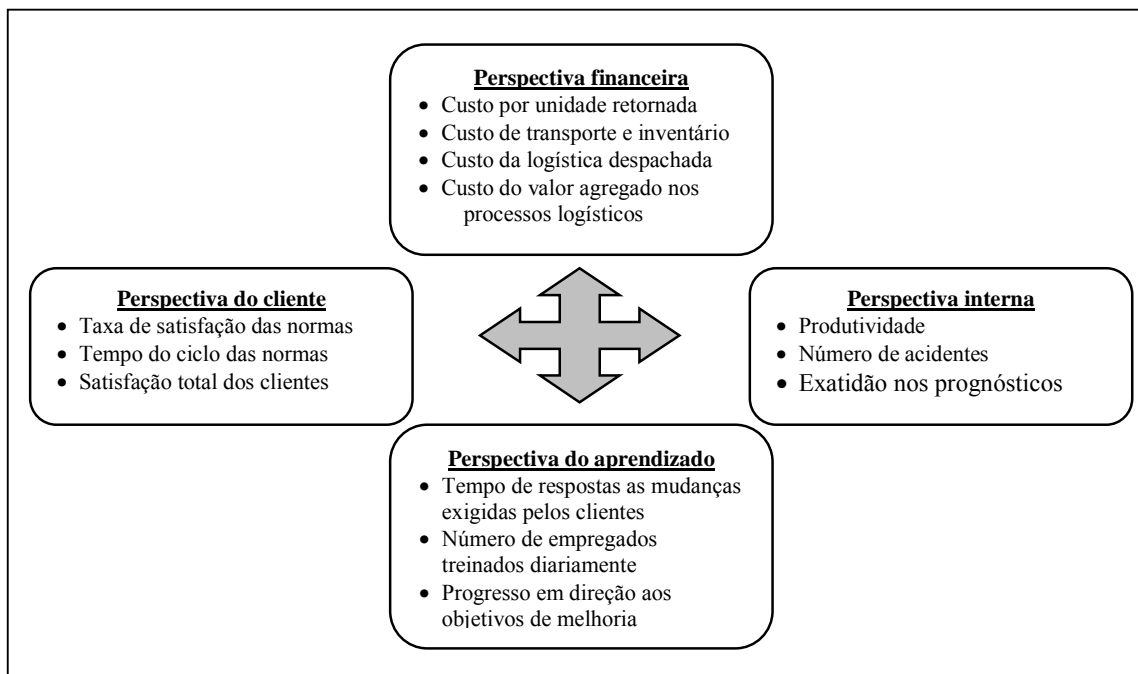 Perspectiva financeira
• Custo por unidade retornada
• Custo de transporte e inventário
• Custo da logística despachada
• Custo do valor agregado nos
processos logísticos
Perspectiva do cliente
• Taxa de satisfação das normas
• Tempo do ciclo das normas
• Satisfação total dos clientes
Perspectiva interna
• Produtividade
• Número de acidentes
• Exatidão nos prognósticos
Perspectiva do aprendizado
• Tempo de respostas as mudanças
exigidas pelos clientes
• Número de empregados
treinados diariamente
• Progresso em direção aos
objetivos de melhoria